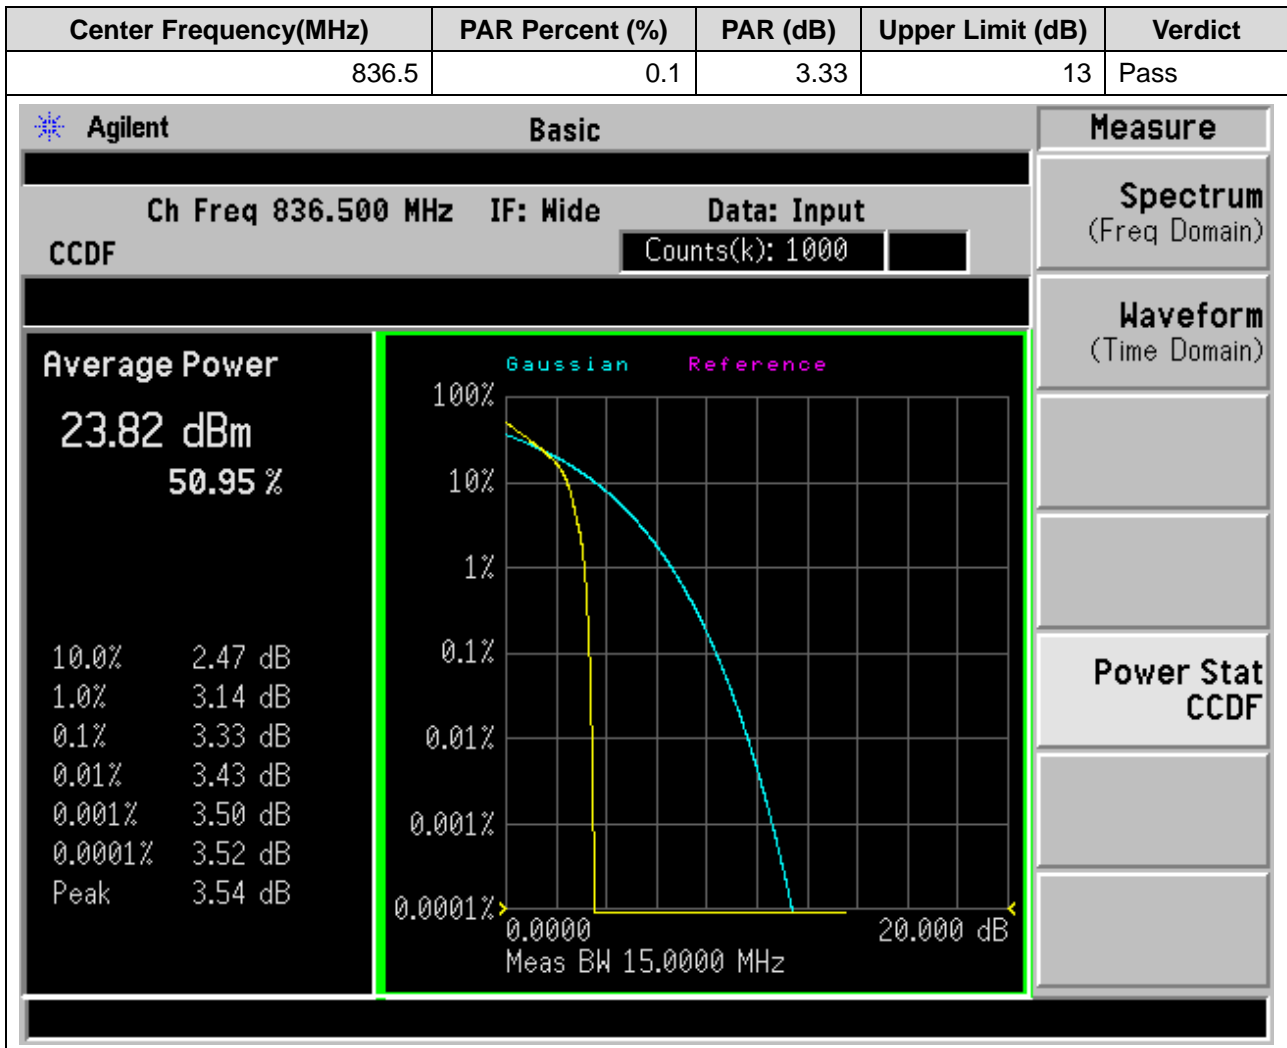 Center Frequency(MHz) PAR Percent (%) PAR (dB) Upper Limit (dB) Verdict
836.5 0.1 3.33 13 Pass
Agilent Basic Measure
Ch Freq 836.500 MHz IF: Wide Data: Input
CCDF Counts(k): 1000
Average Power
23.82 dBm
50.95 %
10.0% 2.47 dB
1.0% 3.14 dB
0.1% 3.33 dB
0.01% 3.43 dB
0.001% 3.50 dB
0.0001% 3.52 dB
Peak 3.54 dB
Gaussian Reference
100%
10%
1%
0.1%
0.01%
0.001%
0.0001%
0.0000 20.000 dB
Meas BW 15.0000 MHz
Spectrum
(Freq Domain)
Waveform
(Time Domain)
Power Stat
CCDF